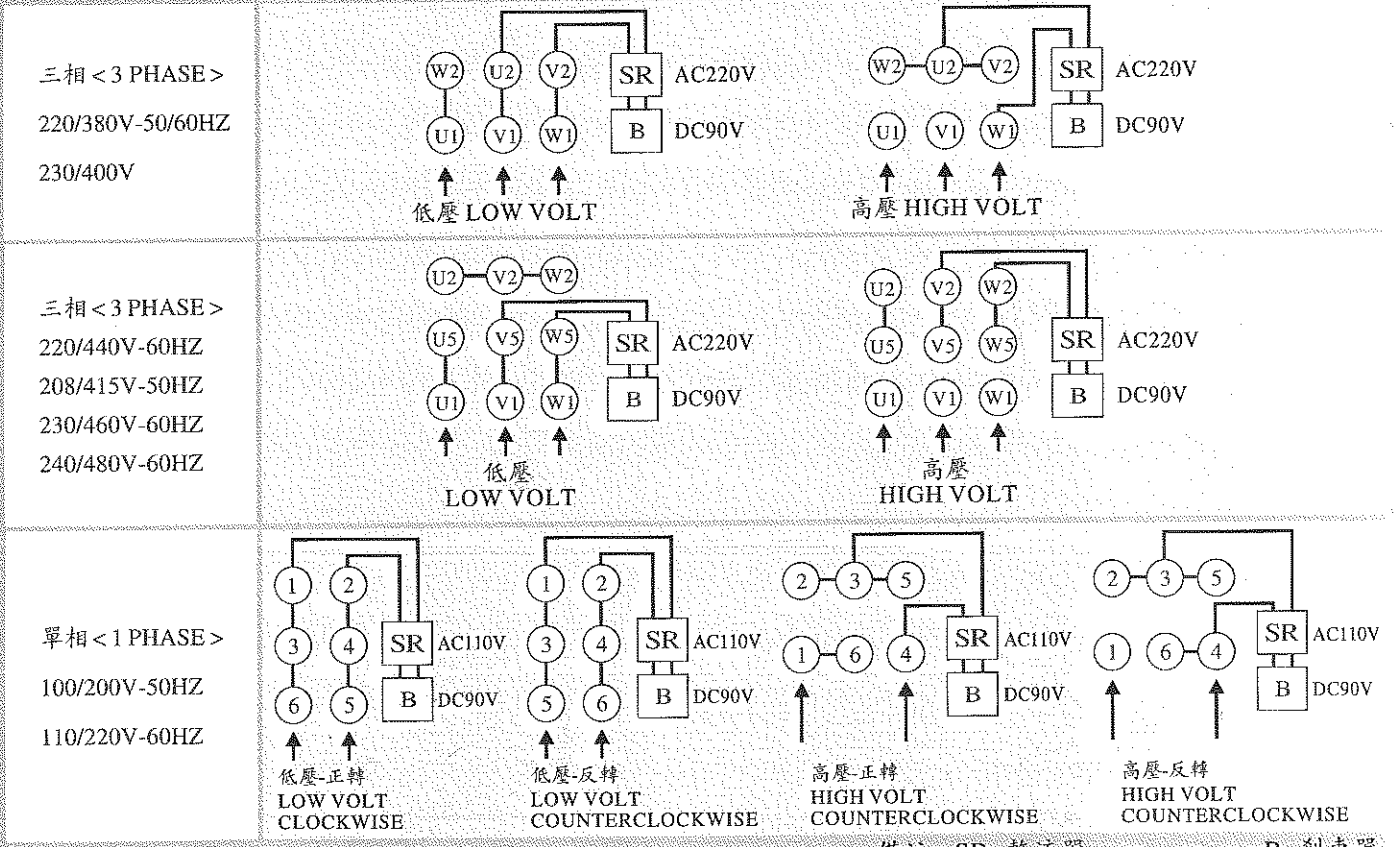 三相<3 PHASE>
220/380V-50/60HZ
230/400V
W2 U2 V2 SR AC220V
U1 V1 W1 B DC90V
低壓 LOW VOLT
W2 U2 V2 SR AC220V
U1 V1 W1 B DC90V
高壓 HIGH VOLT
三相<3 PHASE>
220/440V-60HZ
208/415V-50HZ
230/460V-60HZ
240/480V-60HZ
U2 V2 W2
U5 V5 W5 SR AC220V
U1 V1 W1 B DC90V
低壓
LOW VOLT
U2 V2 W2
U5 V5 W5 SR AC220V
U1 V1 W1 B DC90V
高壓
HIGH VOLT
單相<1 PHASE>
100/200V-50HZ
110/220V-60HZ
1 2
3 4 SR AC110V
6 5 B DC90V
低壓-正轉
LOW VOLT
CLOCKWISE
1 2
3 4 SR AC110V
5 6 B DC90V
低壓-反轉
LOW VOLT
COUNTERCLOCKWISE
2 3 5
1 6 4 SR AC110V
B DC90V
高壓-正轉
HIGH VOLT
COUNTERCLOCKWISE
2 3 5
1 6 4 SR AC110V
B DC90V
高壓-反轉
HIGH VOLT
COUNTERCLOCKWISE